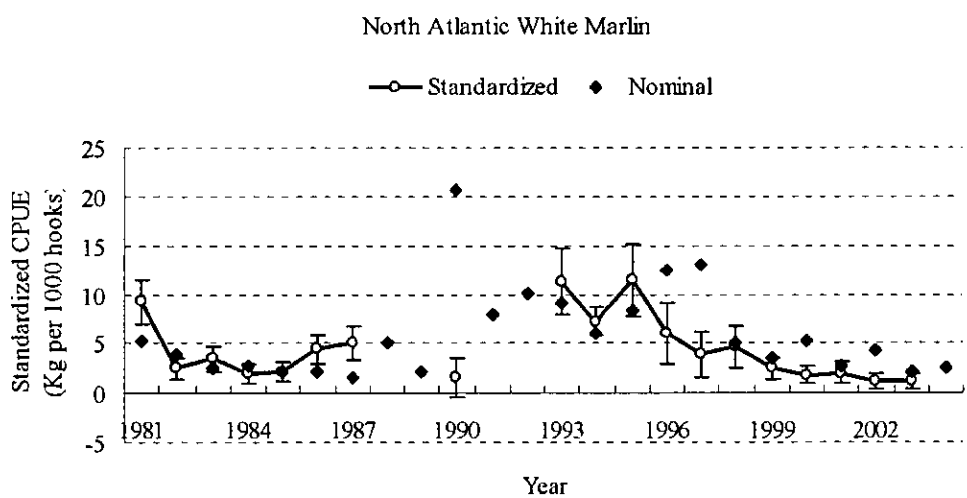 North Atlantic White Marlin
Standardized Nominal
Standardized CPUE
(Kg per 1000 hooks)
25
20
15
10
5
0
-5
1981 1984 1987 1990 1993 1996 1999 2002
Year